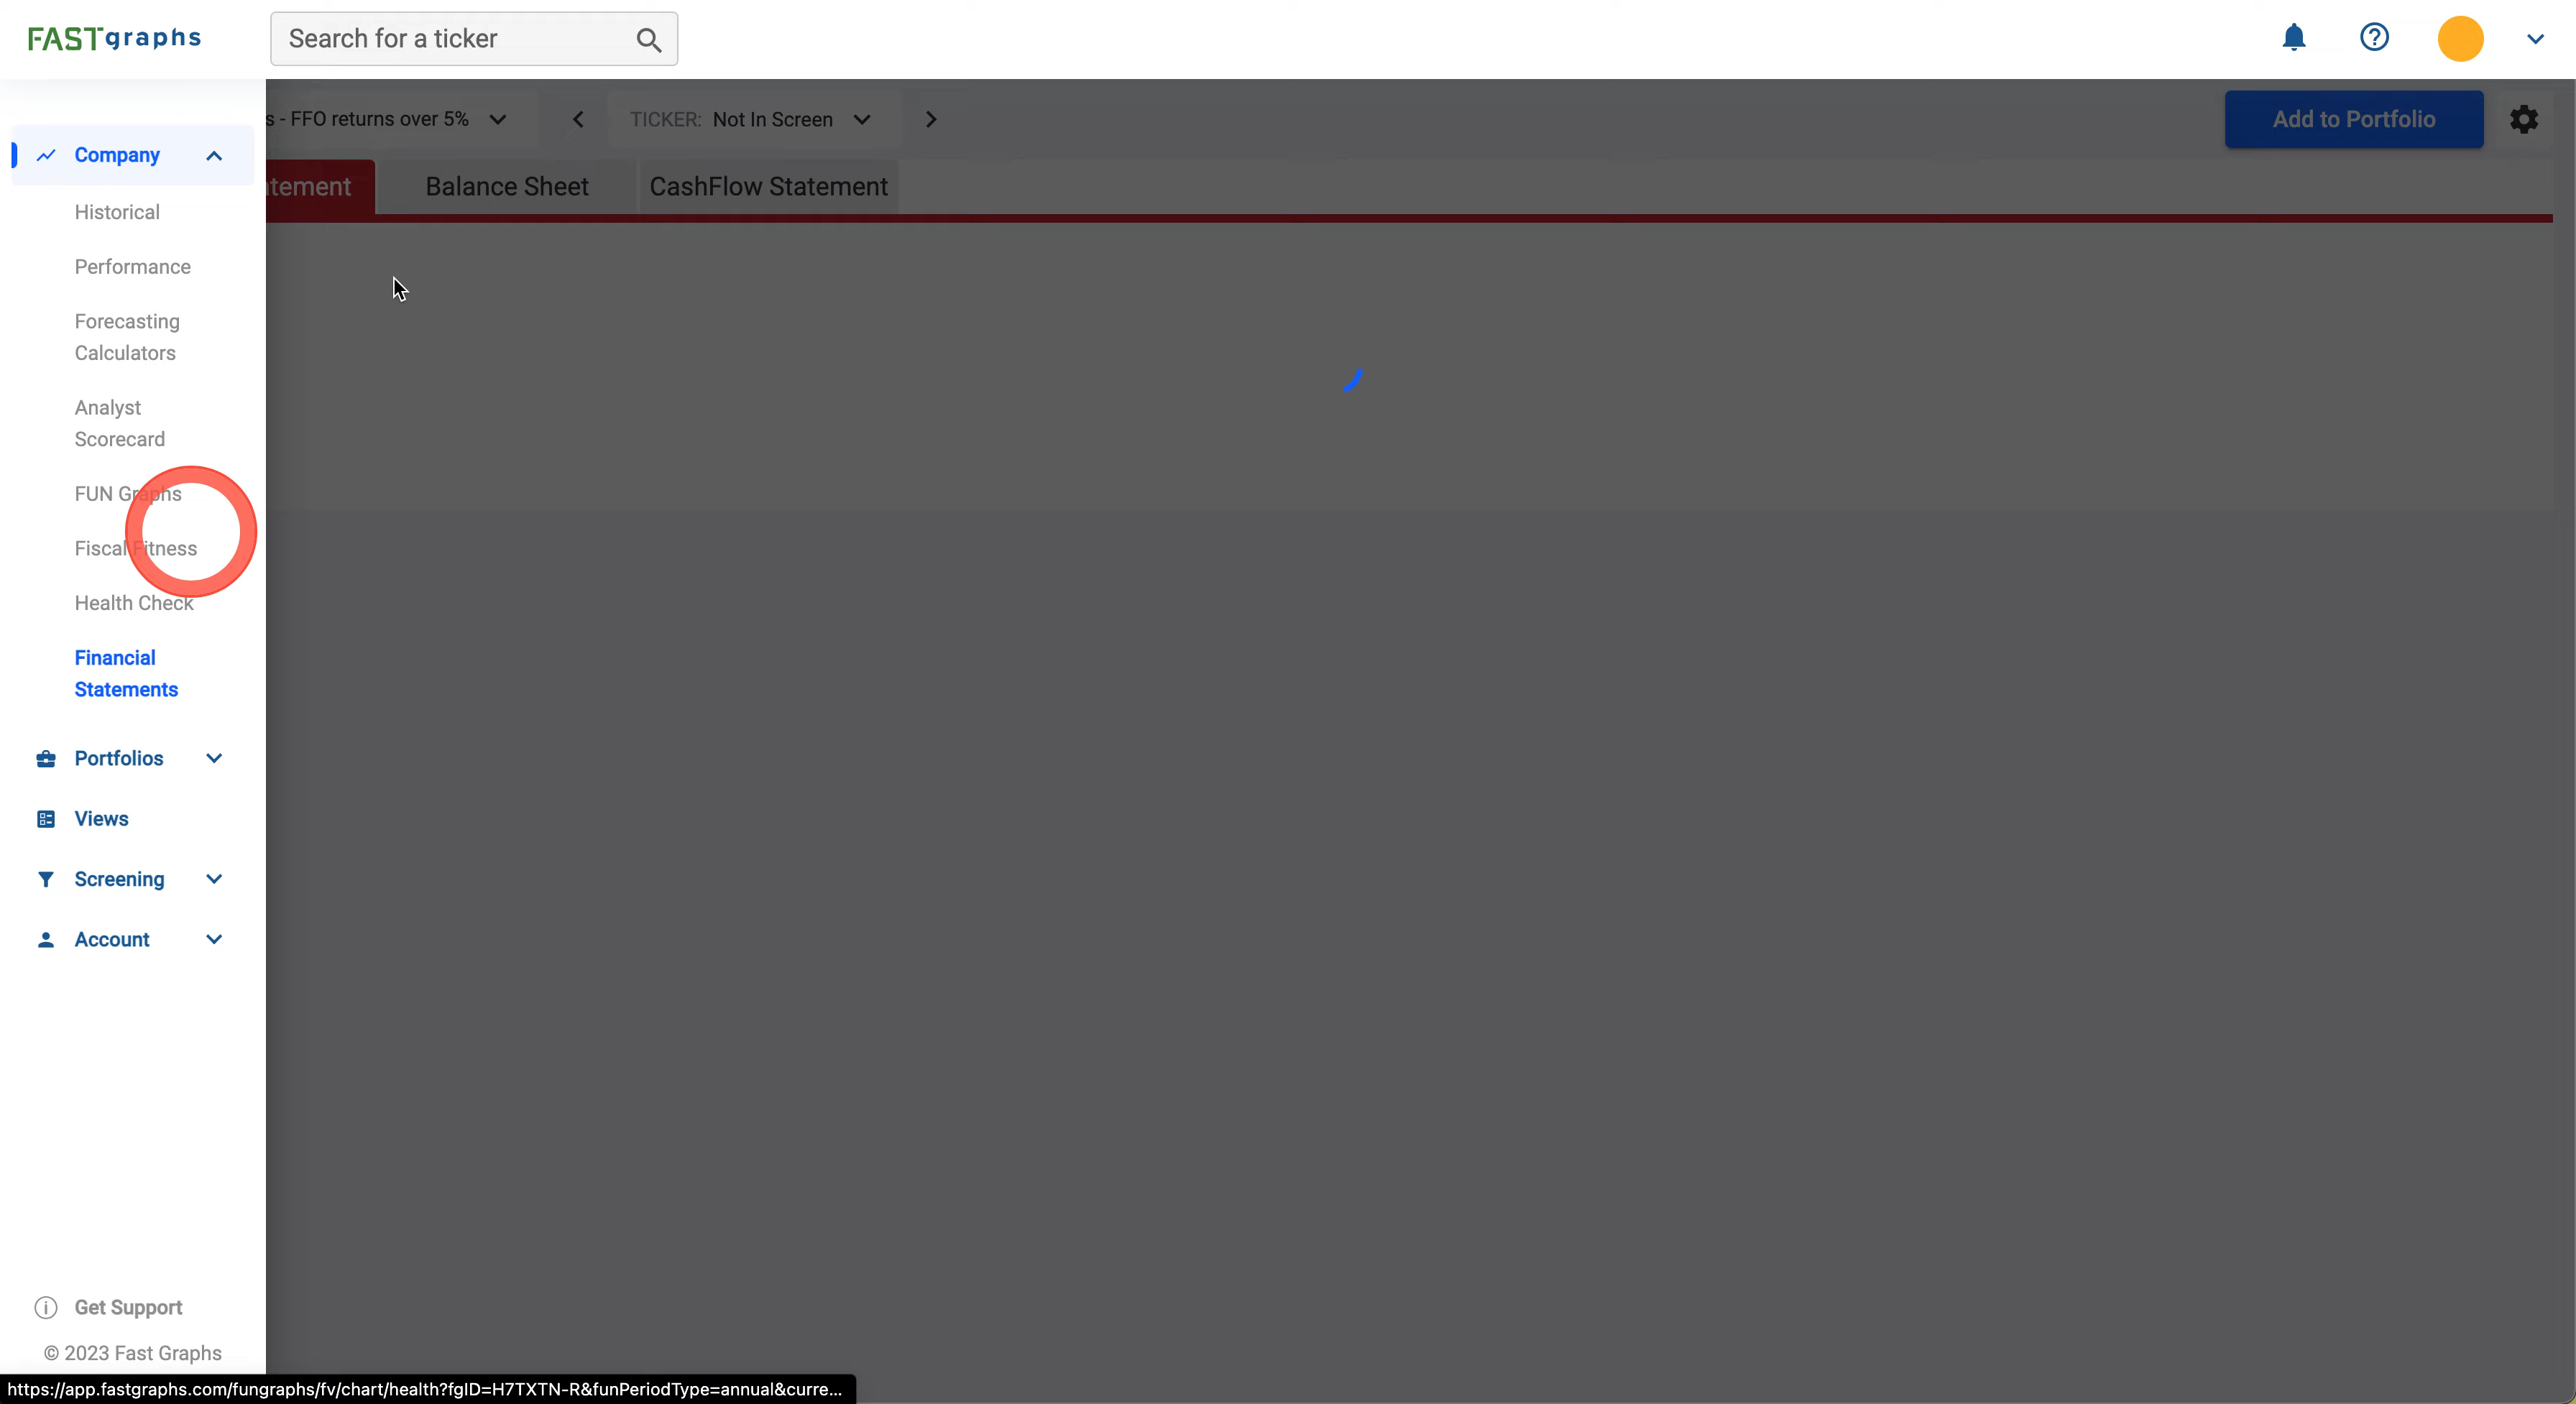 FASTgraphs
Search for a ticker
s - FFO returns over 5%
TICKER: Not In Screen
Add to Portfolio
Company
tement
Balance Sheet
CashFlow Statement
Historical
Performance
Forecasting
Calculators
Analyst
Scorecard
FUN Graphs
Fiscal Fitness
Health Check
Financial
Statements
Portfolios
Views
Screening
Account
Get Support
© 2023 Fast Graphs
https://app.fastgraphs.com/fungraphs/fv/chart/health?fgID=H7TXTN-R&funPeriodType=annual&curre...